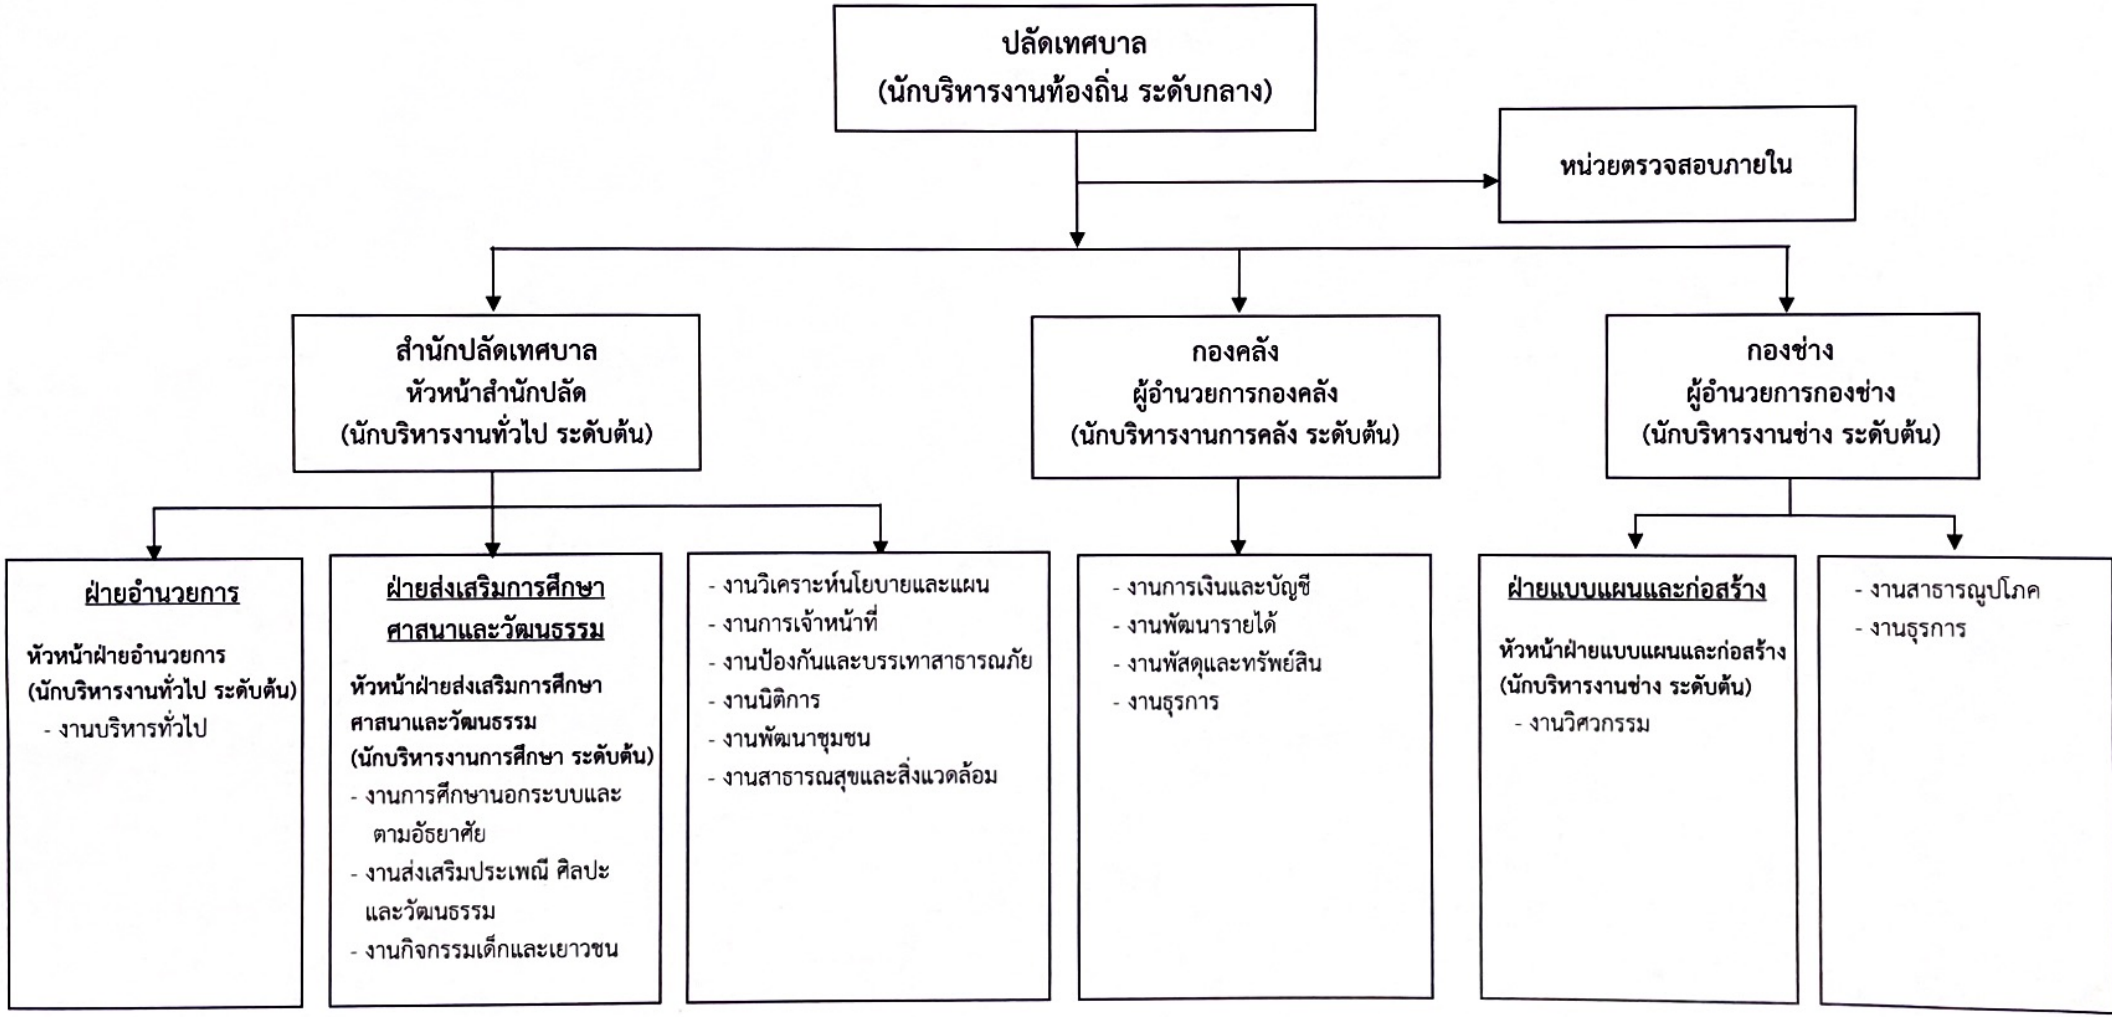 ปลัดเทศบาล
(นักบริหารงานท้องถิ่น ระดับกลาง)
หน่วยตรวจสอบภายใน
สำนักปลัดเทศบาล
หัวหน้าสำนักปลัด
(นักบริหารงานทั่วไป ระดับต้น)
กองคลัง
ผู้อำนวยการกองคลัง
(นักบริหารงานการคลัง ระดับต้น)
กองช่าง
ผู้อำนวยการกองช่าง
(นักบริหารงานช่าง ระดับต้น)
ฝ่ายอำนวยการ
หัวหน้าฝ่ายอำนวยการ
(นักบริหารงานทั่วไป ระดับต้น)
- งานบริหารทั่วไป
ฝ่ายส่งเสริมการศึกษา
ศาสนาและวัฒนธรรม
หัวหน้าฝ่ายส่งเสริมการศึกษา
ศาสนาและวัฒนธรรม
(นักบริหารงานการศึกษา ระดับต้น)
- งานการศึกษานอกระบบและ
ตามอัธยาศัย
- งานส่งเสริมประเพณี ศิลปะ
และวัฒนธรรม
- งานกิจกรรมเด็กและเยาวชน
- งานวิเคราะห์นโยบายและแผน
- งานการเจ้าหน้าที่
- งานป้องกันและบรรเทาสาธารณภัย
- งานนิติการ
- งานพัฒนาชุมชน
- งานสาธารณสุขและสิ่งแวดล้อม
- งานการเงินและบัญชี
- งานพัฒนารายได้
- งานพัสดุและทรัพย์สิน
- งานธุรการ
ฝ่ายแบบแผนและก่อสร้าง
หัวหน้าฝ่ายแบบแผนและก่อสร้าง
(นักบริหารงานช่าง ระดับต้น)
- งานวิศวกรรม
- งานสาธารณูปโภค
- งานธุรการ